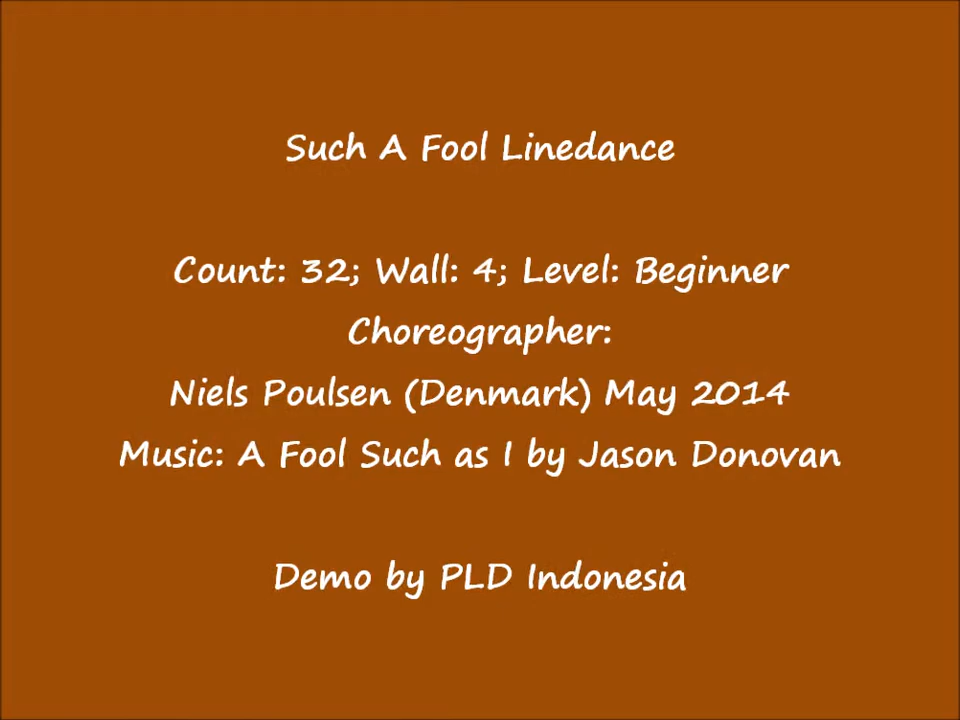 Such A Fool Linedance
Count: 32; Wall: 4; Level: Beginner
Choreographer:
Niels Poulsen (Denmark) May 2014
Music: A Fool Such as I by Jason Donovan
Demo by PLD Indonesia